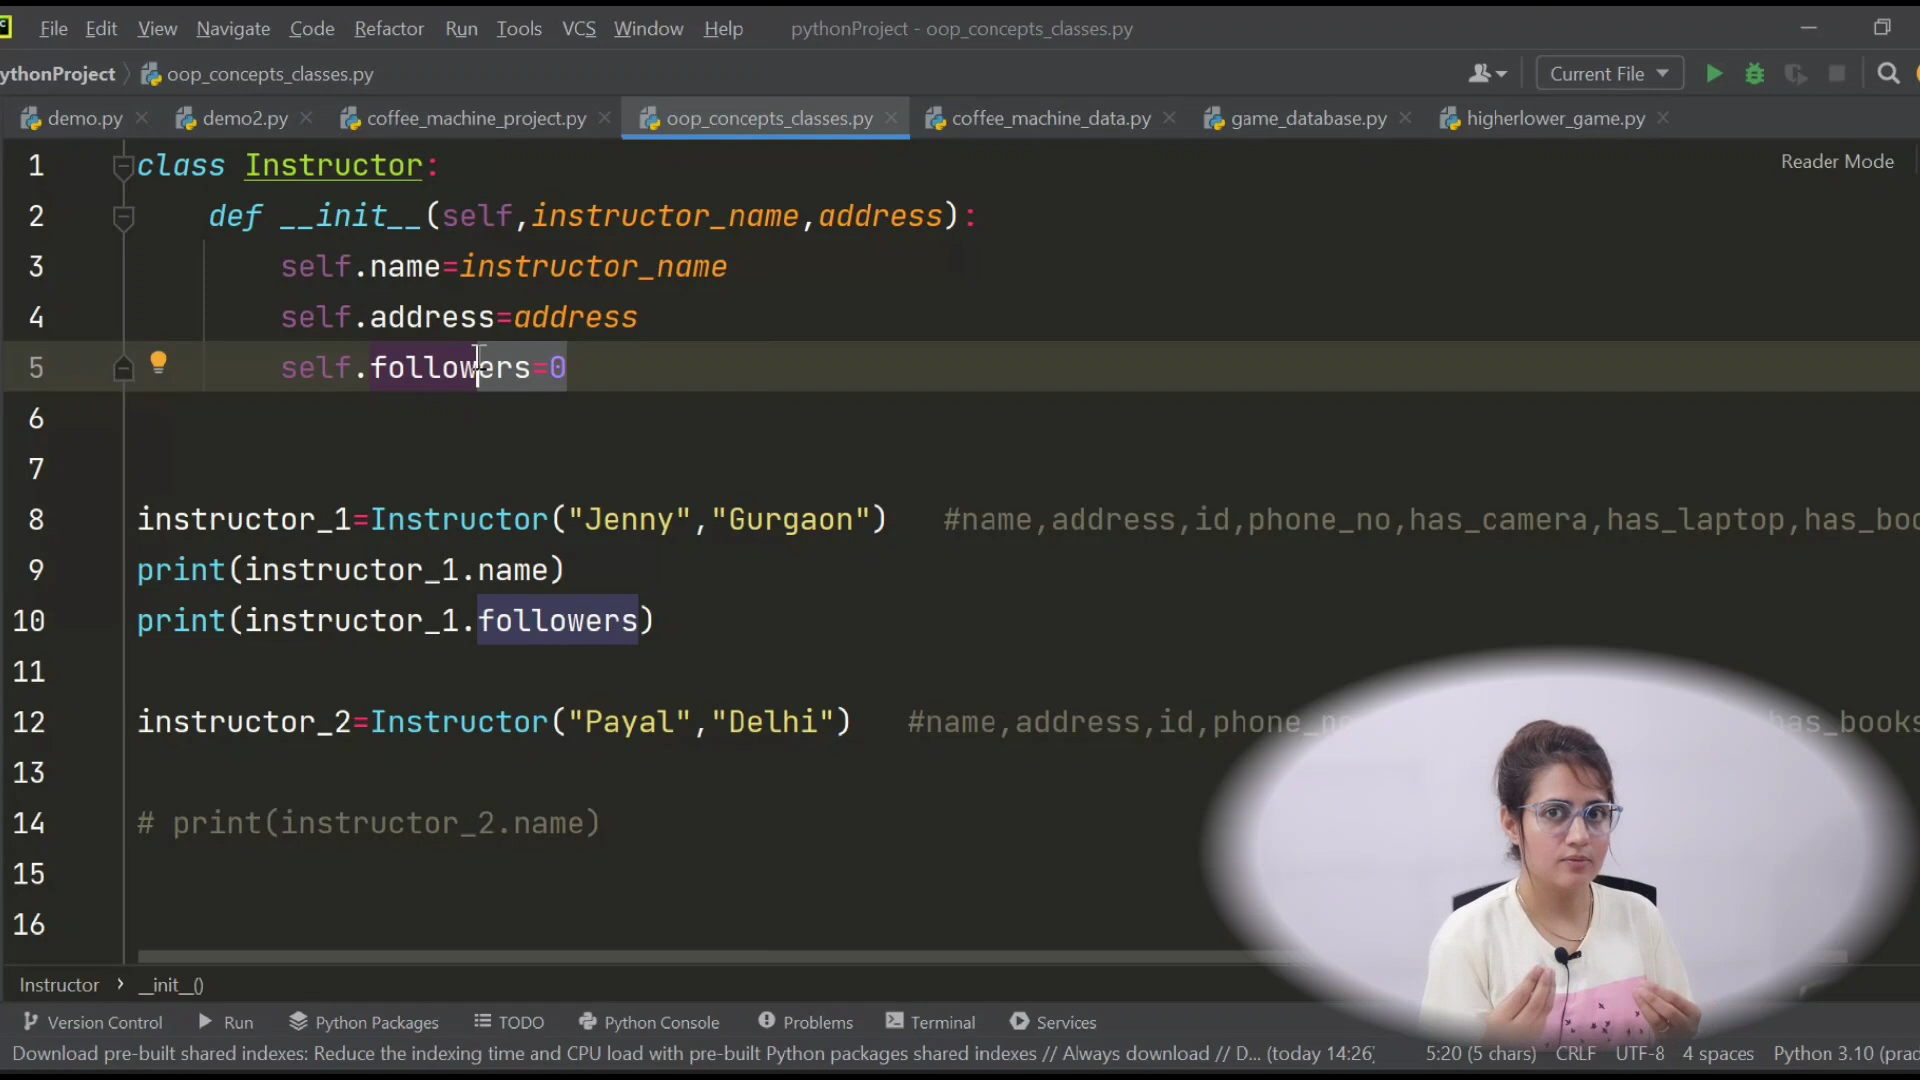 File Edit View Navigate Code Refactor Run Tools VCS Window Help pythonProject - oop_concepts_classes.py
ythonProject oop_concepts_classes.py Current File
demo.py demo2.py coffee_machine_project.py oop_concepts_classes.py coffee_machine_data.py game_database.py higherlower_game.py
Reader Mode
1 class Instructor:
2 def __init__(self,instructor_name,address):
3 self.name=instructor_name
4 self.address=address
5 self.followers=0
6
7
8 instructor_1=Instructor("Jenny","Gurgaon") #name,address,id,phone_no,has_camera,has_laptop,has_boo
9 print(instructor_1.name)
10 print(instructor_1.followers)
11
12 instructor_2=Instructor("Payal","Delhi") #name,address,id,phone_no has_books
13
14 # print(instructor_2.name)
15
16
Instructor › __init__()
Version Control Run Python Packages TODO Python Console Problems Terminal Services
Download pre-built shared indexes: Reduce the indexing time and CPU load with pre-built Python packages shared indexes // Always download // D... (today 14:26) 5:20 (5 chars) CRLF UTF-8 4 spaces Python 3.10 (prad